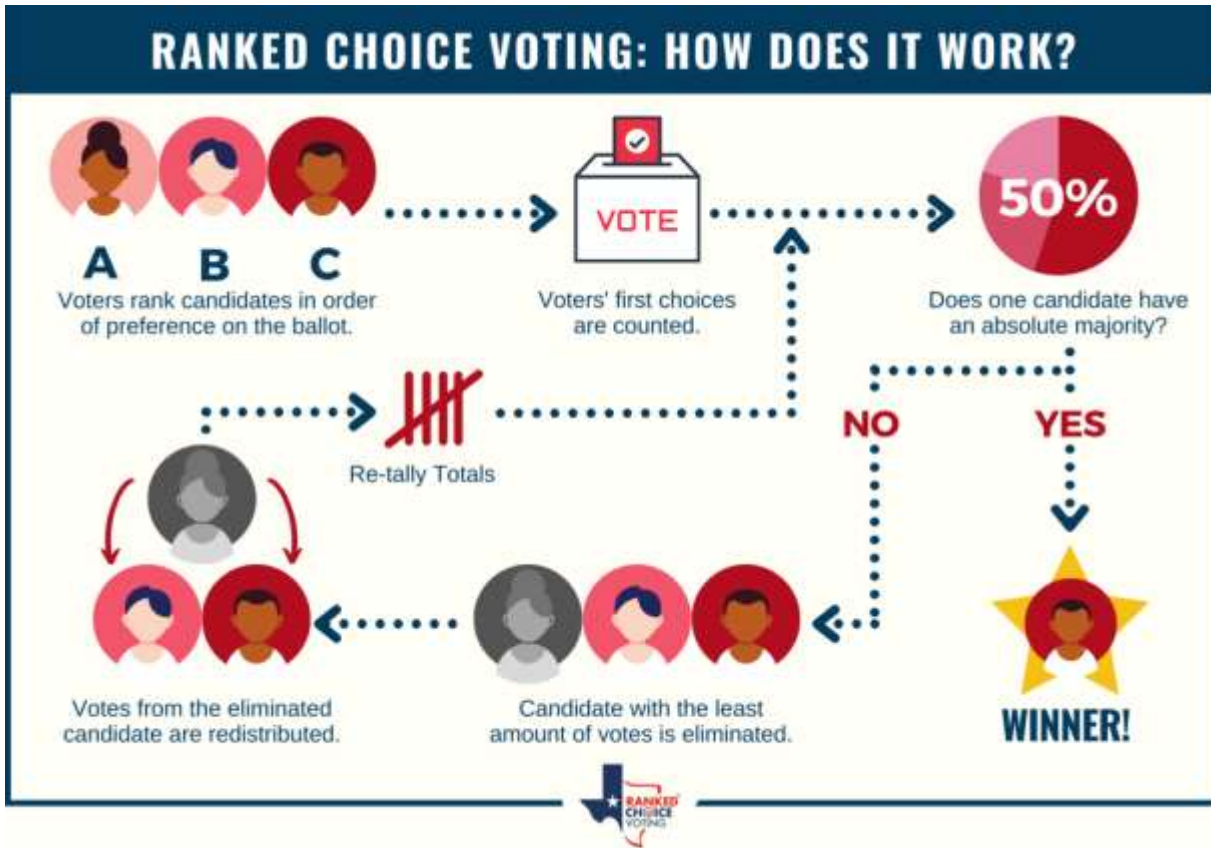 RANKED CHOICE VOTING: HOW DOES IT WORK?
A B C
Voters rank candidates in order
of preference on the ballot.
VOTE
Voters' first choices
are counted.
50%
Does one candidate have
an absolute majority?
NO
YES
Re-tally Totals
Votes from the eliminated
candidate are redistributed.
Candidate with the least
amount of votes is eliminated.
WINNER!
RANKED
CHOICE
VOTING